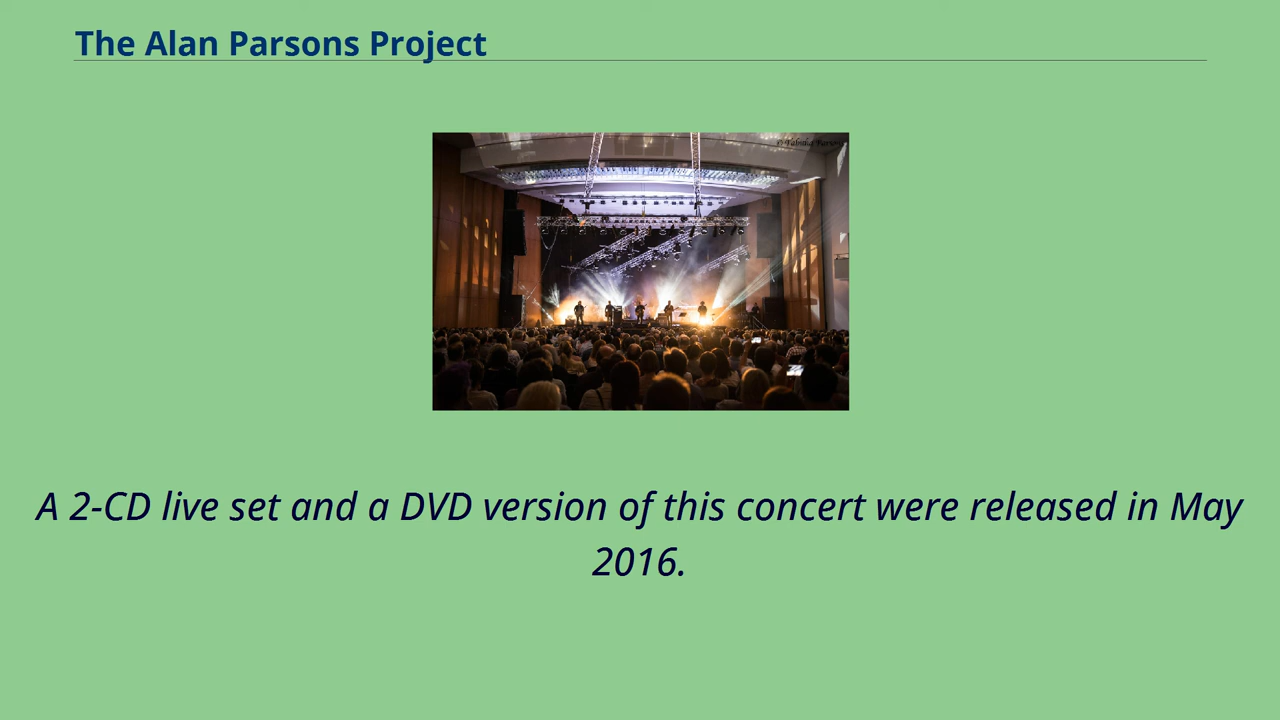 The Alan Parsons Project
A 2-CD live set and a DVD version of this concert were released in May
2016.